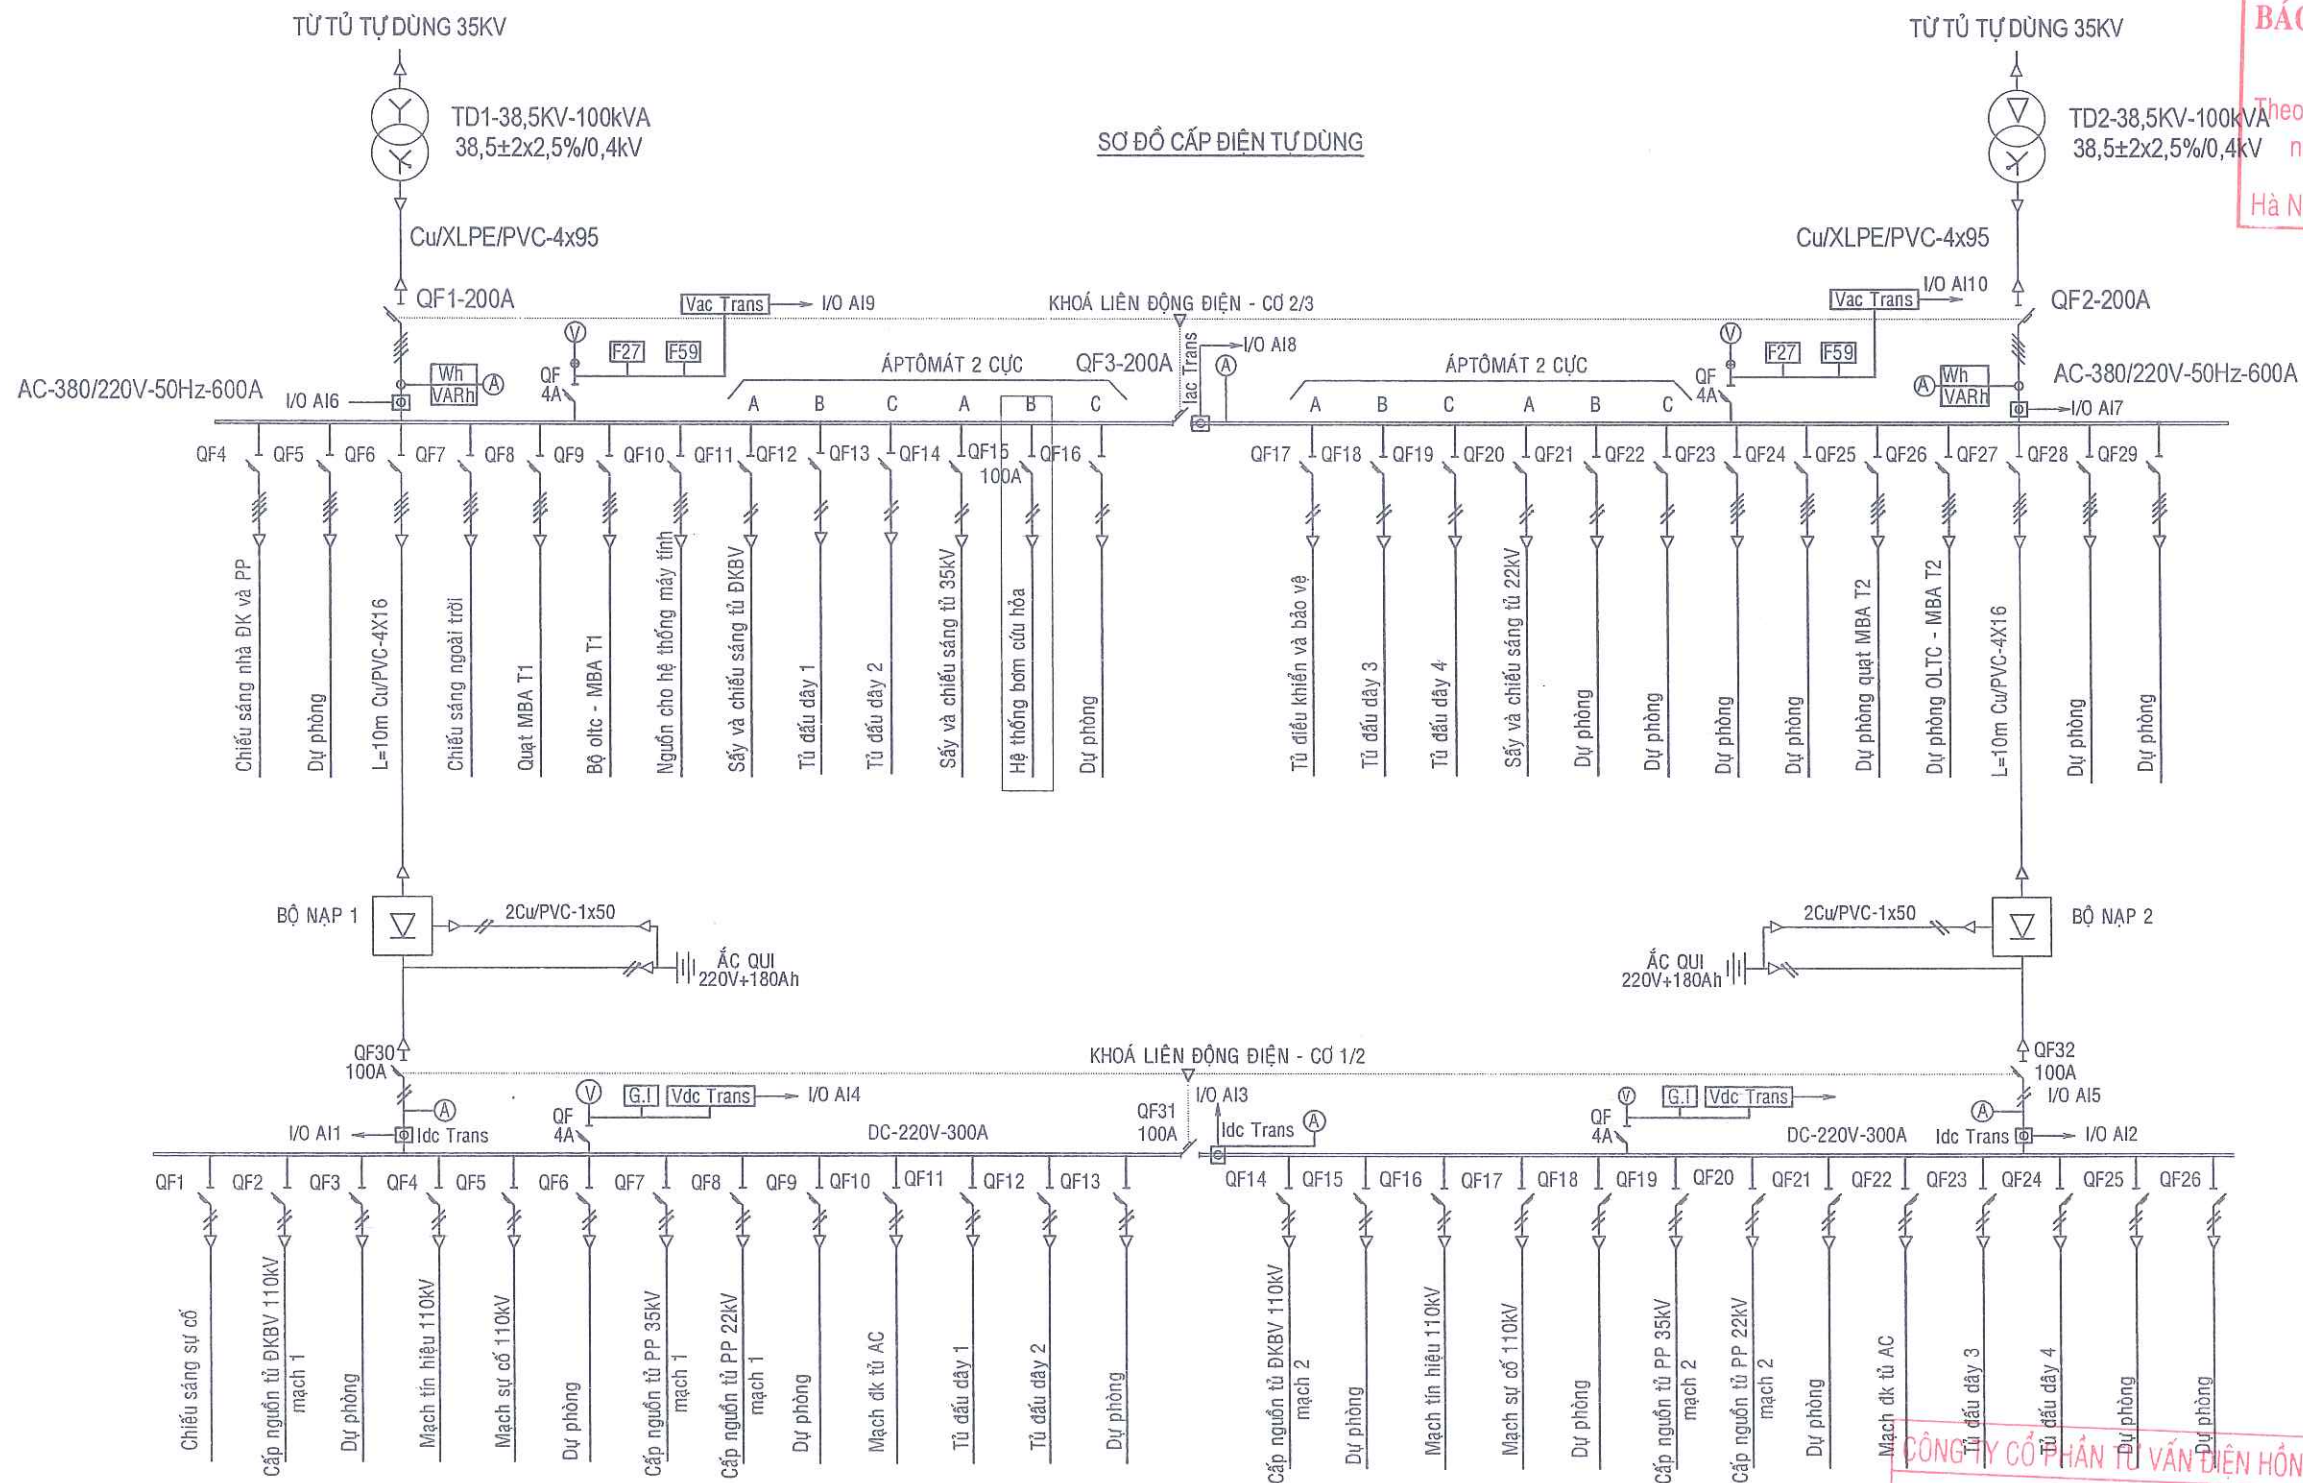 TỪ TỦ TỰ DÙNG 35KV
TỪ TỦ TỰ DÙNG 35KV
TD1-38,5KV-100kVA
38,5±2x2,5%/0,4kV
SƠ ĐỒ CẤP ĐIỆN TỰ DÙNG
TD2-38,5KV-100kVA
38,5±2x2,5%/0,4kV
Theo
Hà N
Cu/XLPE/PVC-4x95
Cu/XLPE/PVC-4x95
QF1-200A
Vac Trans
I/O AI9
KHOÁ LIÊN ĐỘNG ĐIỆN - CƠ 2/3
Vac Trans
I/O AI10
QF2-200A
V
F27
F59
QF
4A
ÁPTÔMÁT 2 CỰC
QF3-200A
Iac Trans
I/O AI8
A
ÁPTÔMÁT 2 CỰC
V
F27
F59
QF
4A
AC-380/220V-50Hz-600A
I/O AI6
Wh
VARh
A
A B C A B C
A B C A B C
A
Wh
VARh
AC-380/220V-50Hz-600A
I/O AI7
QF4 QF5 QF6 QF7 QF8 QF9 QF10 QF11 QF12 QF13 QF14 QF15 QF16
100A
QF17 QF18 QF19 QF20 QF21 QF22 QF23 QF24 QF25 QF26 QF27 QF28 QF29
Chiếu sáng nhà ĐK và PP
Dự phòng
L=10m Cu/PVC-4X16
Chiếu sáng ngoài trời
Quạt MBA T1
Bộ oltc - MBA T1
Nguồn cho hệ thống máy tính
Sấy và chiếu sáng tủ ĐKBV
Tủ đấu dây 1
Tủ đấu dây 2
Sấy và chiếu sáng tủ 35kV
Hệ thống bơm cứu hỏa
Dự phòng
Tủ điều khiển và bảo vệ
Tủ đấu dây 3
Tủ đấu dây 4
Sấy và chiếu sáng tủ 22kV
Dự phòng
Dự phòng
Dự phòng
Dự phòng
Dự phòng quạt MBA T2
Dự phòng OLTC - MBA T2
L=10m Cu/PVC-4X16
Dự phòng
Dự phòng
BỘ NẠP 1
2Cu/PVC-1x50
ẮC QUI
220V+180Ah
2Cu/PVC-1x50
BỘ NẠP 2
ẮC QUI
220V+180Ah
QF30
100A
KHOÁ LIÊN ĐỘNG ĐIỆN - CƠ 1/2
QF32
100A
I/O AI1
A
Idc Trans
V
QF
4A
G.I
Vdc Trans
I/O AI4
DC-220V-300A
QF31
100A
I/O AI3
Idc Trans
A
V
QF
4A
G.I
Vdc Trans
I/O AI5
DC-220V-300A
A
Idc Trans
I/O AI2
QF1 QF2 QF3 QF4 QF5 QF6 QF7 QF8 QF9 QF10 QF11 QF12 QF13
QF14 QF15 QF16 QF17 QF18 QF19 QF20 QF21 QF22 QF23 QF24 QF25 QF26
Chiếu sáng sự cố
Cấp nguồn tủ ĐKBV 110kV
mạch 1
Dự phòng
Mạch tín hiệu 110kV
Mạch sự cố 110kV
Dự phòng
Cấp nguồn tủ PP 35kV
mạch 1
Cấp nguồn tủ PP 22kV
mạch 1
Dự phòng
Mạch đk tủ AC
Tủ đấu dây 1
Tủ đấu dây 2
Dự phòng
Cấp nguồn tủ ĐKBV 110kV
mạch 2
Dự phòng
Mạch tín hiệu 110kV
Mạch sự cố 110kV
Dự phòng
Cấp nguồn tủ PP 35kV
mạch 2
Cấp nguồn tủ PP 22kV
mạch 2
Dự phòng
Mạch đk tủ AC
Tủ đấu dây 3
Tủ đấu dây 4
Dự phòng
Dự phòng
CÔNG TY CỔ PHẦN TƯ VẤN ĐIỆN HỒN